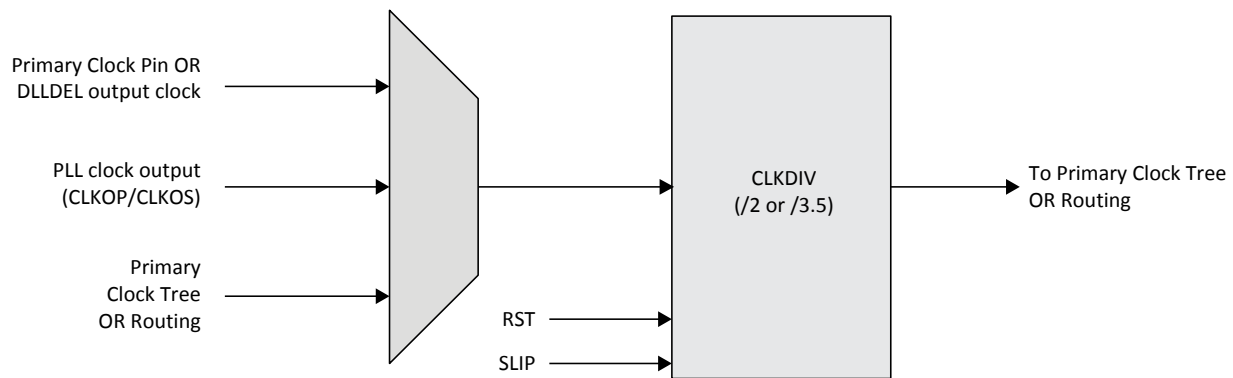 Primary Clock Pin OR
DLLDEL output clock
PLL clock output
(CLKOP/CLKOS)
Primary
Clock Tree
OR Routing
RST
SLIP
CLKDIV
(/2 or /3.5)
To Primary Clock Tree
OR Routing